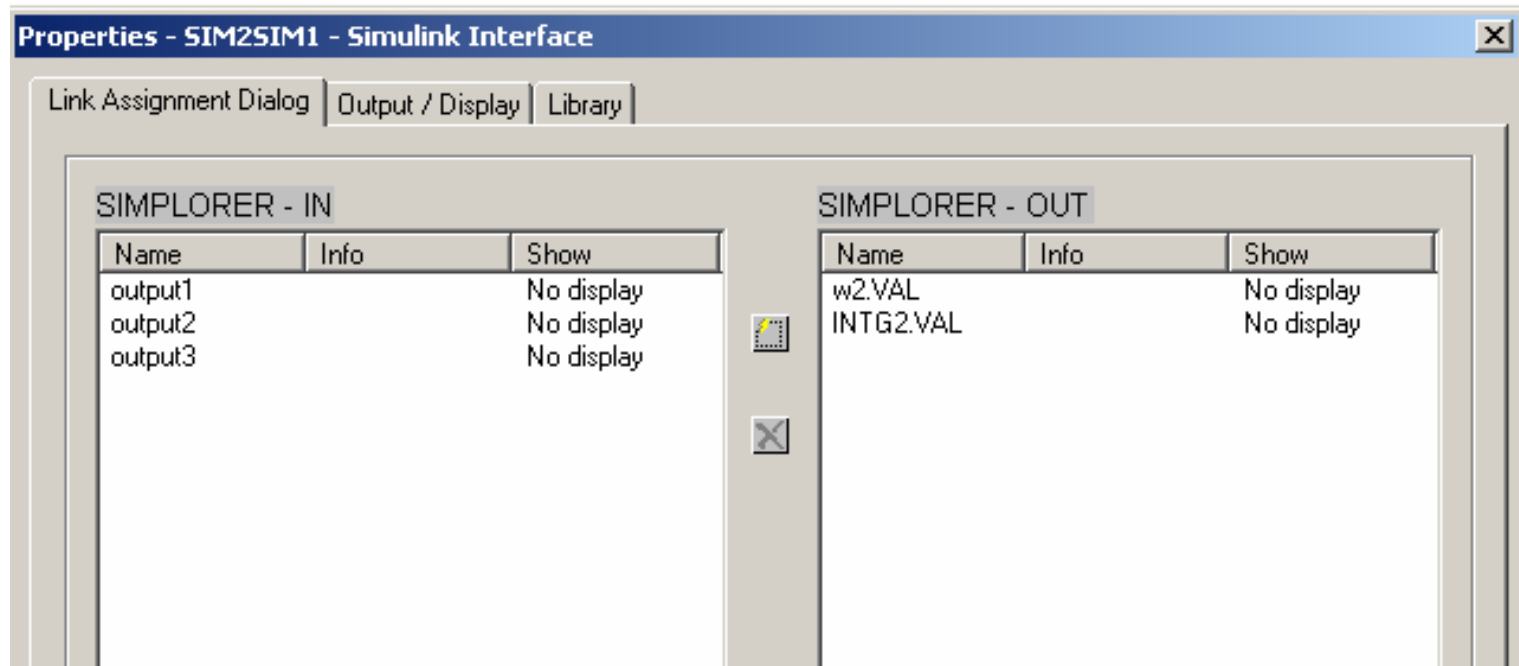 Properties - SIM2SIM1 - Simulink Interface
Link Assignment Dialog Output / Display Library
SIMPLORER - IN SIMPLORER - OUT
Name Info Show Name Info Show
output1 No display w2.VAL No display
output2 No display INTG2.VAL No display
output3 No display